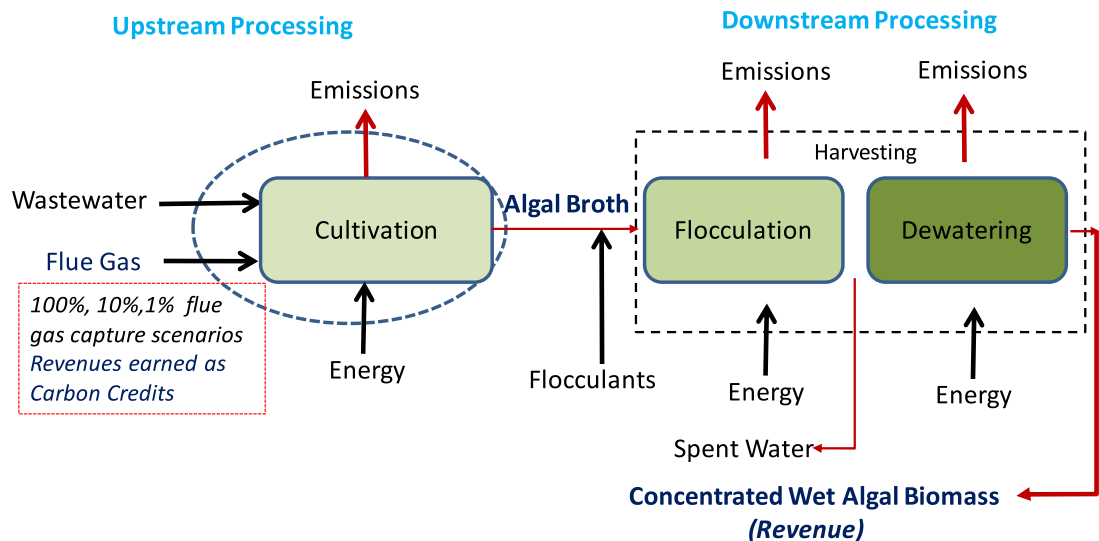 Upstream Processing
Downstream Processing
Emissions
Emissions
Emissions
Harvesting
Wastewater
Cultivation
Algal Broth
Flocculation
Dewatering
Flue Gas
100%, 10%,1% flue
gas capture scenarios
Revenues earned as
Carbon Credits
Energy
Flocculants
Energy
Energy
Spent Water
Concentrated Wet Algal Biomass
(Revenue)